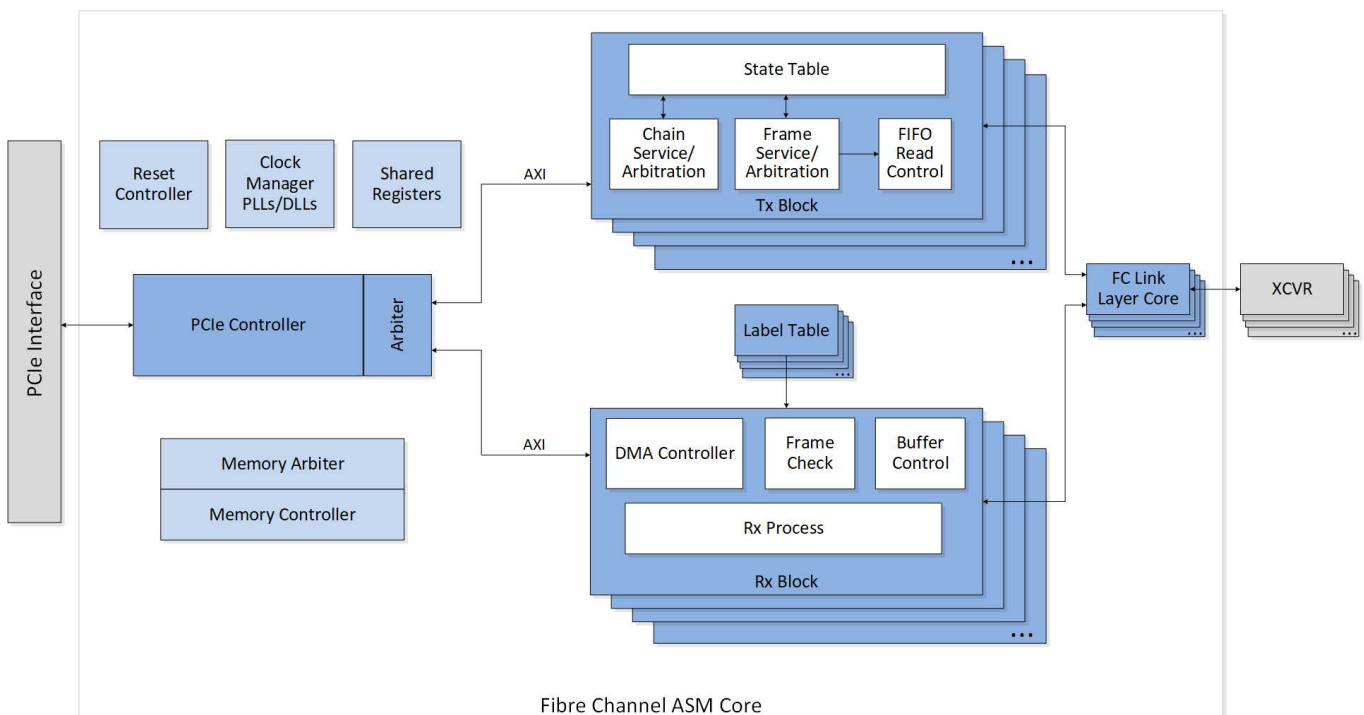 State Table
Chain
Service/
Arbitration
Frame
Service/
Arbitration
FIFO
Read
Control
Tx Block
...
Reset
Controller
Clock
Manager
PLLs/DLLs
Shared
Registers
AXI
PCIe Interface
PCIe Controller
Arbiter
FC Link
Layer Core
...
XCVR
...
Label Table
...
AXI
DMA Controller
Frame
Check
Buffer
Control
Rx Process
Rx Block
...
Memory Arbiter
Memory Controller
Fibre Channel ASM Core